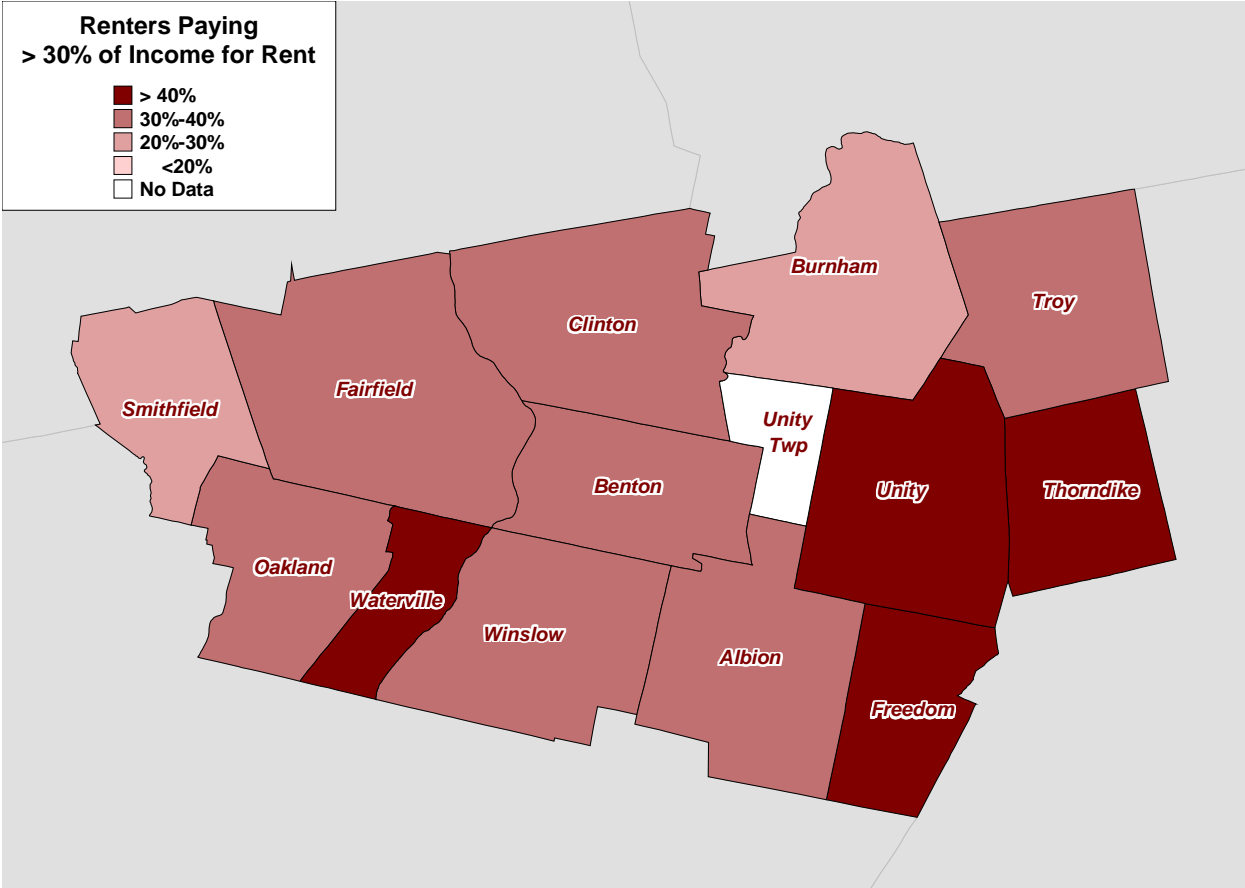 Renters Paying
> 30% of Income for Rent
> 40%
30%-40%
20%-30%
<20%
No Data
Burnham
Troy
Clinton
Fairfield
Smithfield
Unity
Twp
Benton
Unity
Thorndike
Oakland
Waterville
Winslow
Albion
Freedom